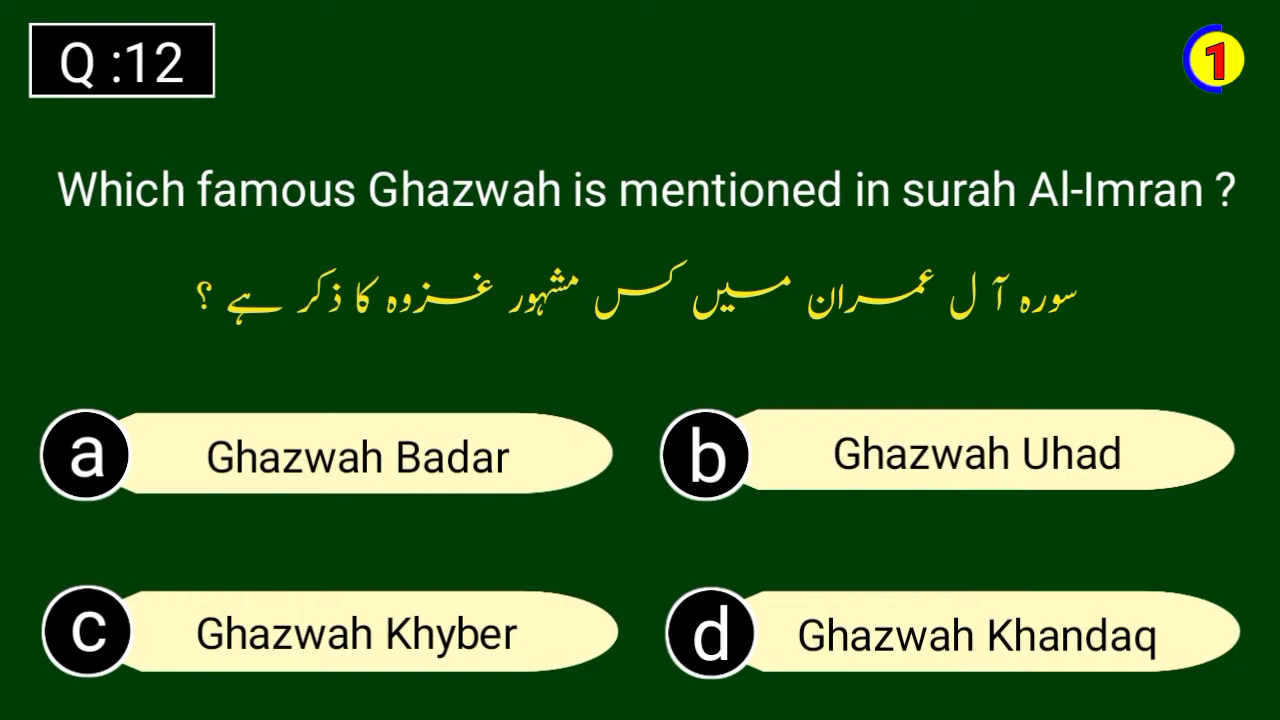 Q :12
1
Which famous Ghazwah is mentioned in surah Al-Imran ?
سورہ آ ل عمران میں کس مشہور غزوہ کا ذکر ہے ؟
a Ghazwah Badar
b Ghazwah Uhad
c Ghazwah Khyber
d Ghazwah Khandaq